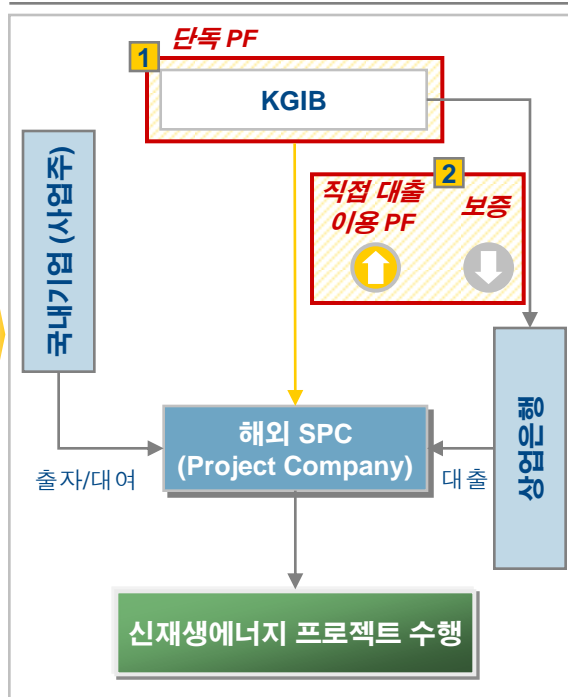 단독 PF
1
KGIB
2
직접 대출
이용 PF
보증
국내기업 (사업주)
해외 SPC
(Project Company)
상업은행
출자/대여
대출
신재생에너지 프로젝트 수행